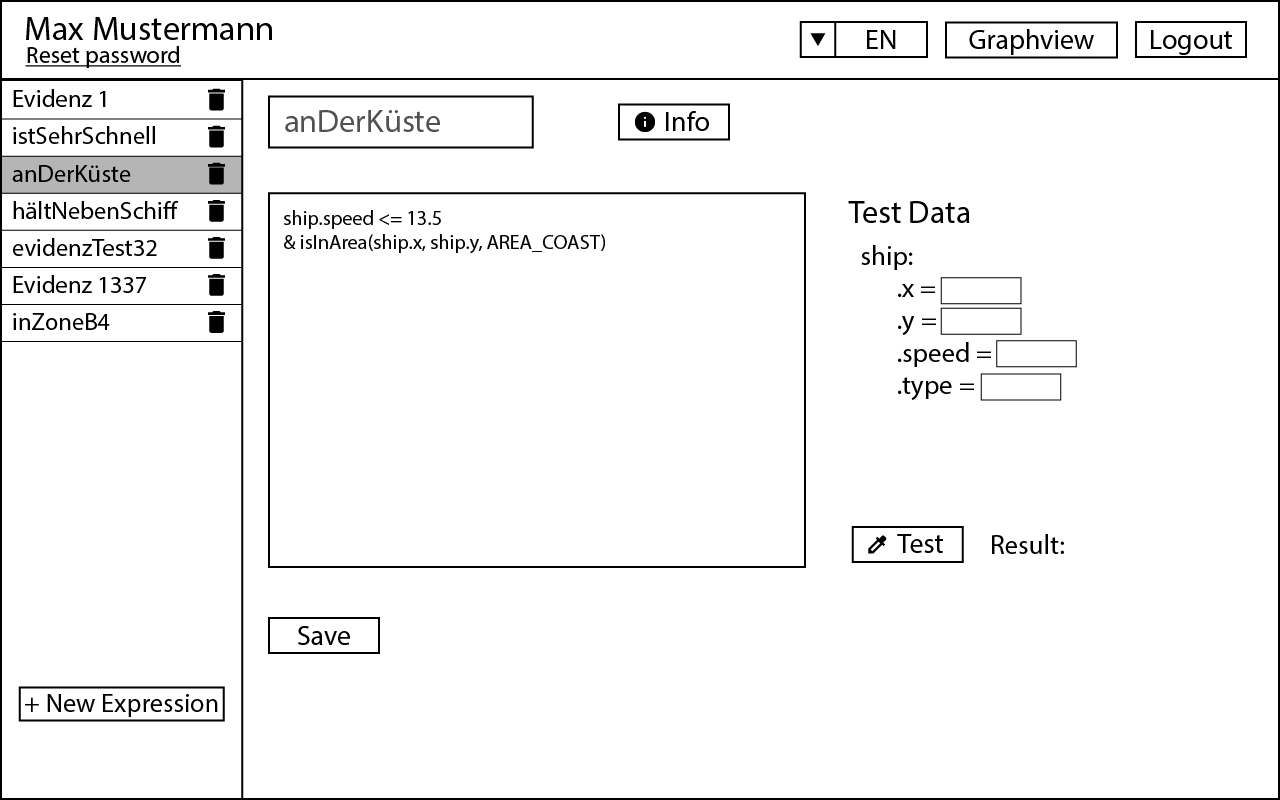 Max Mustermann
Reset password
▼ EN
Graphview
Logout
Evidenz 1
istSehrSchnell
anDerKüste
hältNebenSchiff
evidenzTest32
Evidenz 1337
inZoneB4
+ New Expression
anDerKüste
Info
ship.speed <= 13.5
& isInArea(ship.x, ship.y, AREA_COAST)
Save
Test Data
ship:
.x =
.y =
.speed =
.type =
Test
Result: